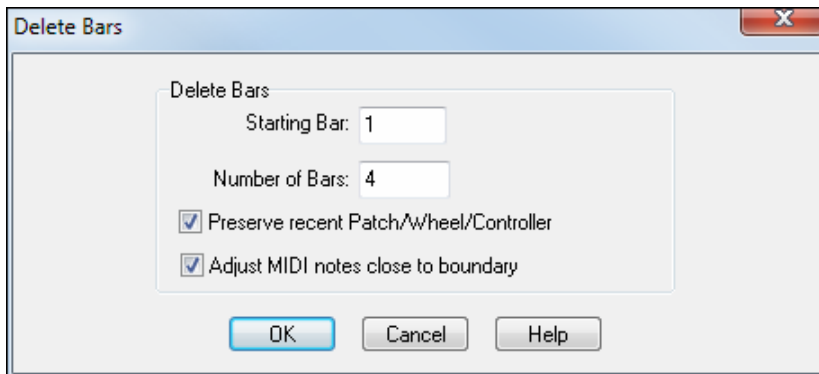 Delete Bars
Delete Bars
Starting Bar: 1
Number of Bars: 4
Preserve recent Patch/Wheel/Controller
Adjust MIDI notes close to boundary
OK Cancel Help